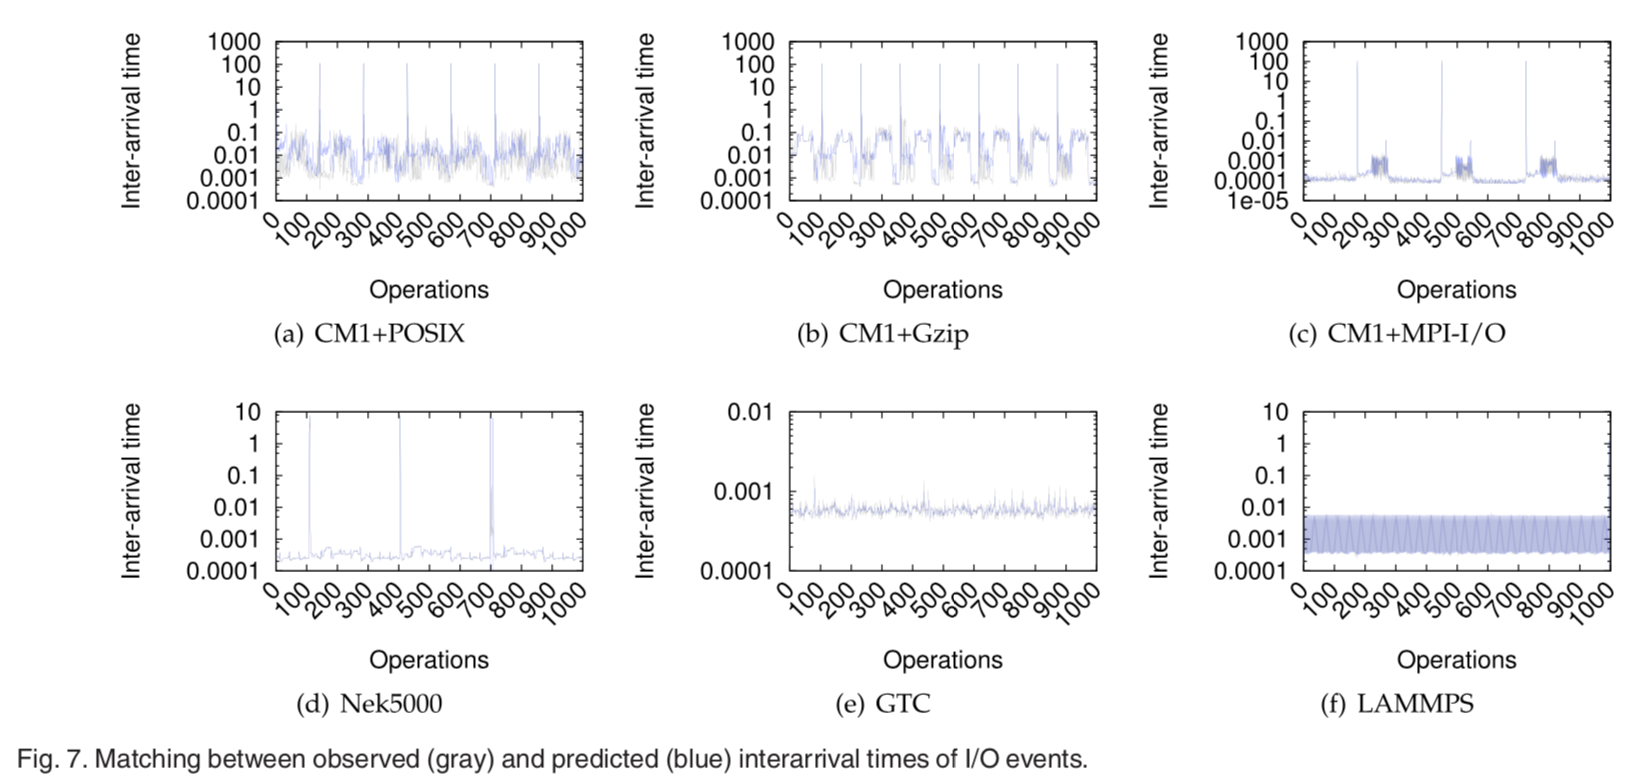 Inter-arrival time
1000
100
10
1
0.1
0.01
0.001
0.0001
0 100 200 300 400 500 600 700 800 900 1000
Operations
(a) CM1+POSIX
Inter-arrival time
1000
100
10
1
0.1
0.01
0.001
0.0001
0 100 200 300 400 500 600 700 800 900 1000
Operations
(b) CM1+Gzip
Inter-arrival time
1000
100
10
1
0.1
0.01
0.001
0.0001
1e-05
0 100 200 300 400 500 600 700 800 900 1000
Operations
(c) CM1+MPI-I/O
Inter-arrival time
10
1
0.1
0.01
0.001
0.0001
0 100 200 300 400 500 600 700 800 900 1000
Operations
(d) Nek5000
Inter-arrival time
0.01
0.001
0.0001
0 100 200 300 400 500 600 700 800 900 1000
Operations
(e) GTC
Inter-arrival time
10
1
0.1
0.01
0.001
0.0001
0 100 200 300 400 500 600 700 800 900 1000
Operations
(f) LAMMPS
Fig. 7. Matching between observed (gray) and predicted (blue) interarrival times of I/O events.